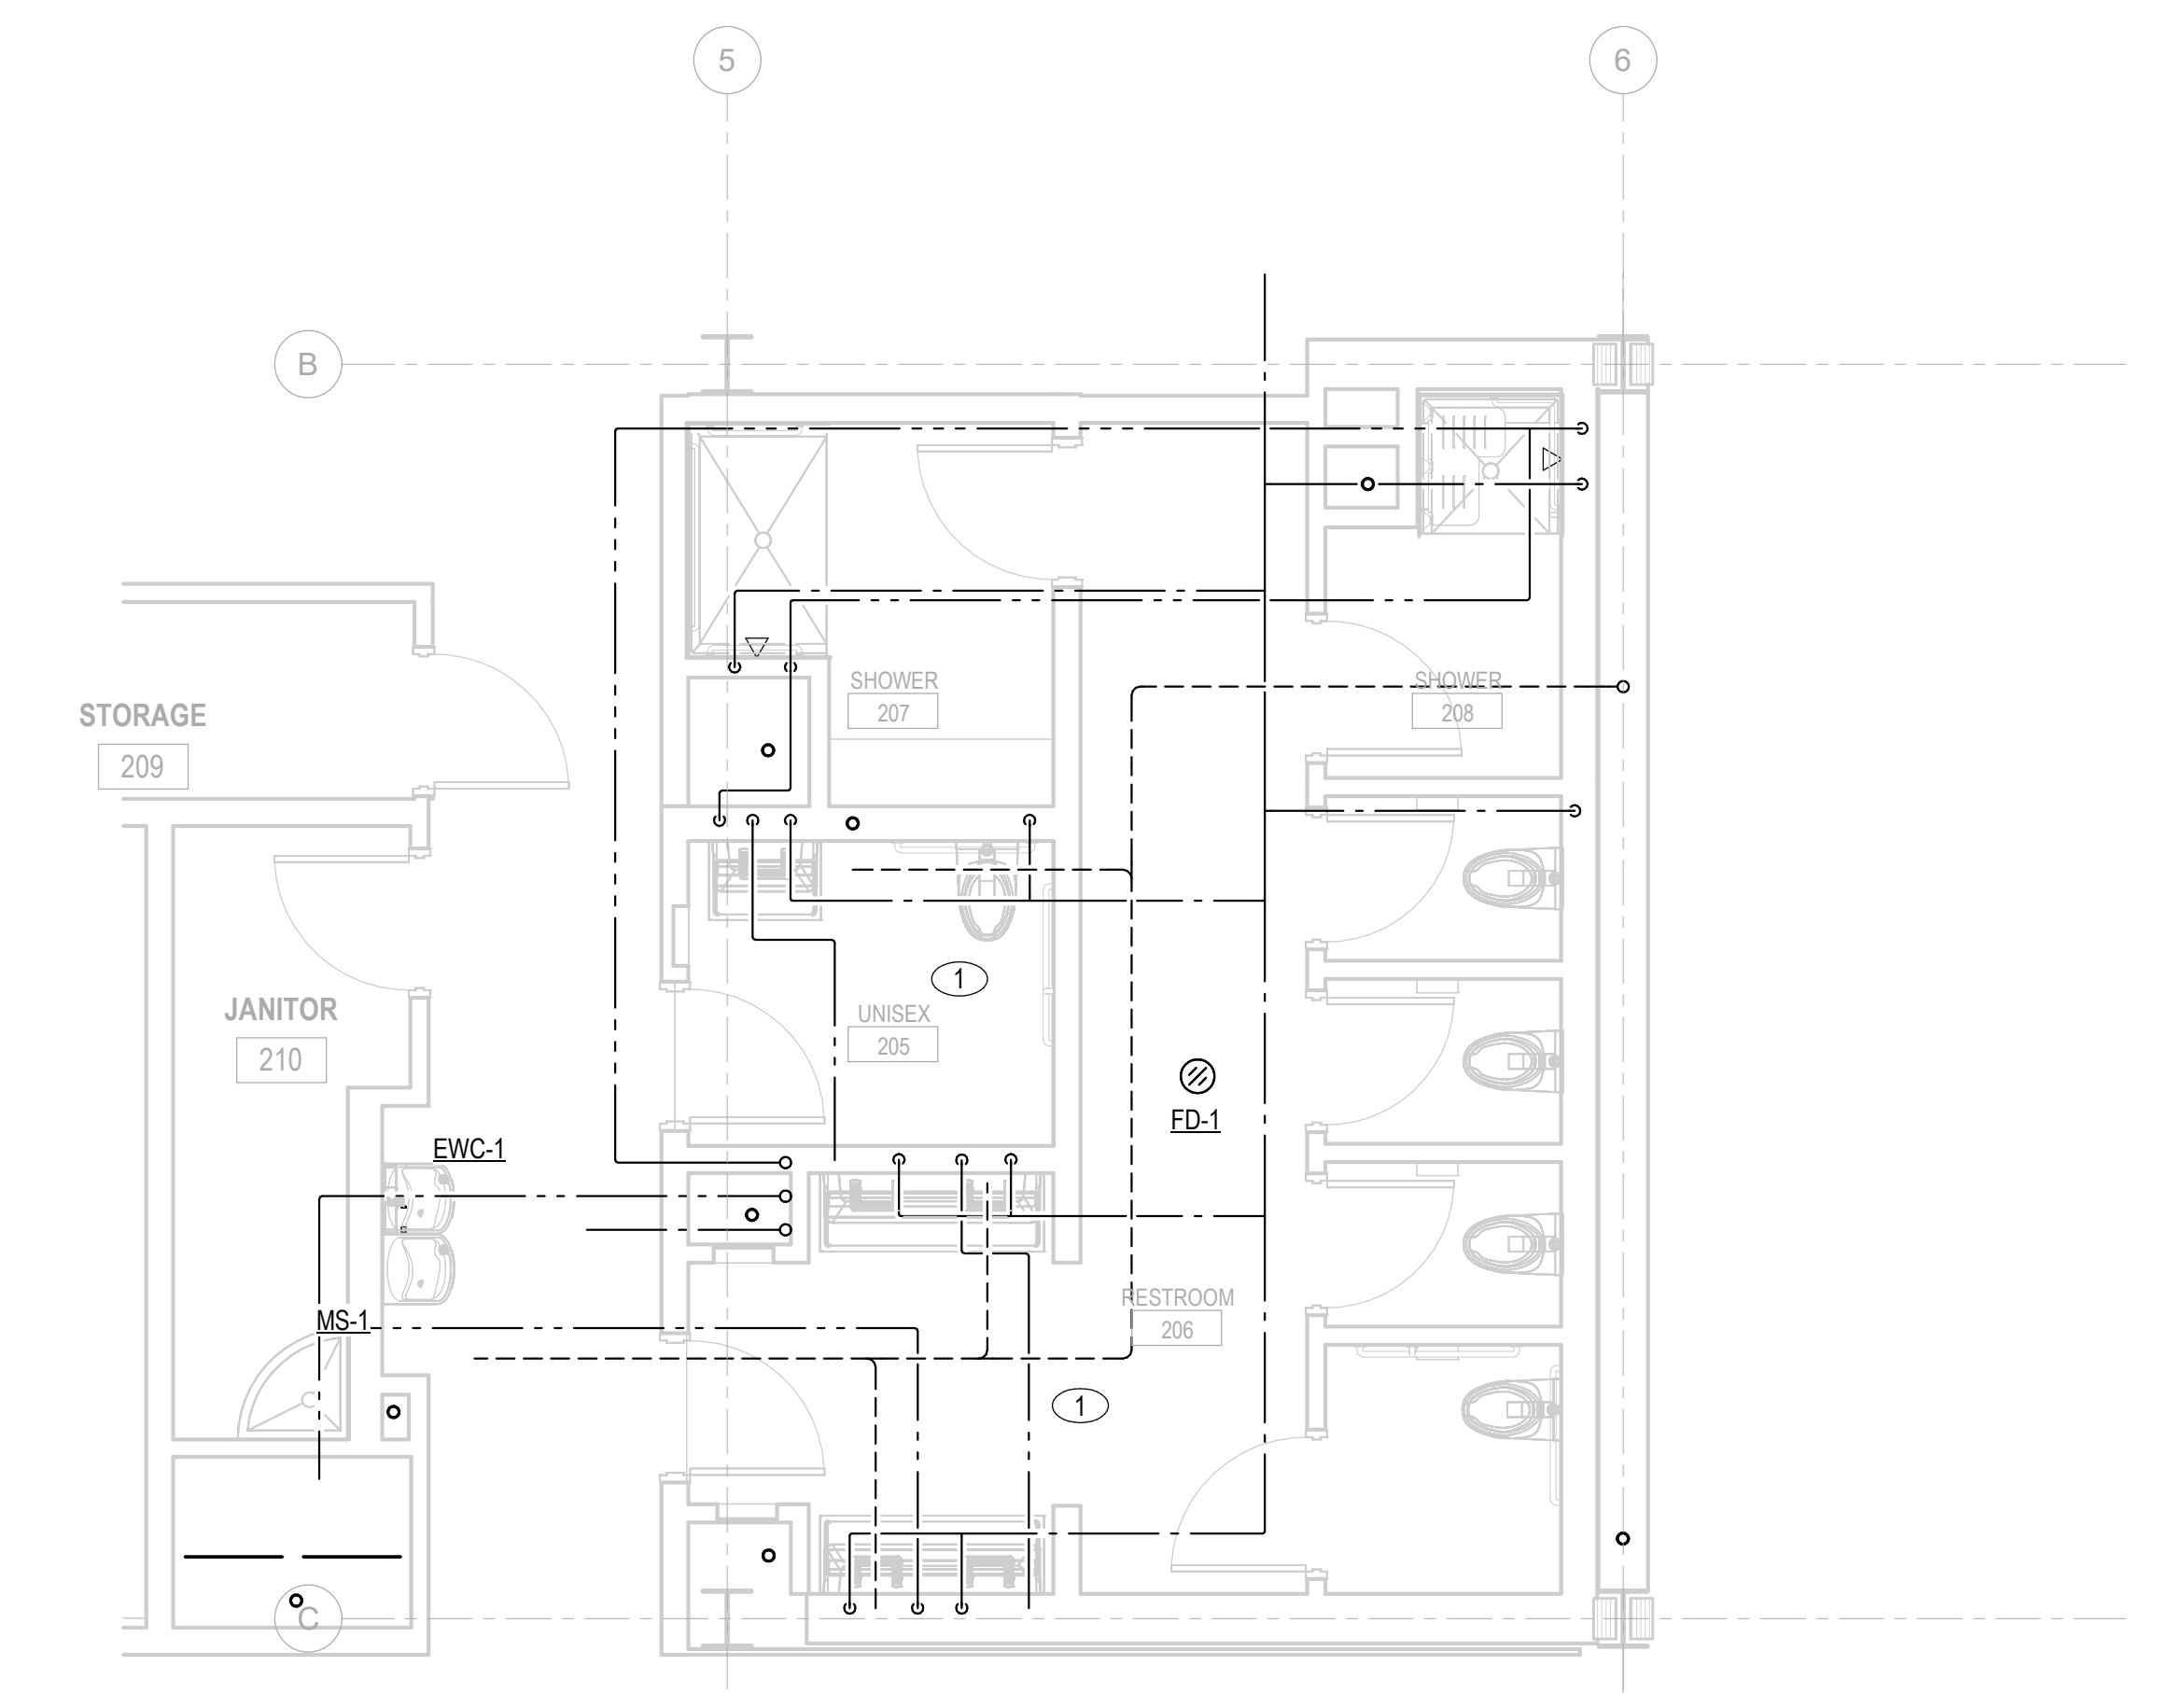 5
6
B
SHOWER
207
SHOWER
208
STORAGE
209
JANITOR
210
1
UNISEX
205
FD-1
EWC-1
RESTROOM
206
MS-1
1
C